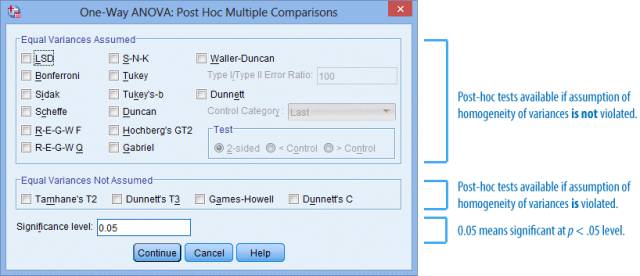 One-Way ANOVA: Post Hoc Multiple Comparisons
Equal Variances Assumed
LSD S-N-K Waller-Duncan
Bonferroni Tukey Type I/Type II Error Ratio: 100
Sidak Tukey's-b Dunnett
Scheffe Duncan Control Category: Last
R-E-G-W F Hochberg's GT2 Test
R-E-G-W Q Gabriel 2-sided < Control > Control
Equal Variances Not Assumed
Tamhane's T2 Dunnett's T3 Games-Howell Dunnett's C
Significance level: 0.05
Continue Cancel Help
Post-hoc tests available if assumption of
homogeneity of variances is not violated.
Post-hoc tests available if assumption of
homogeneity of variances is violated.
0.05 means significant at p < .05 level.